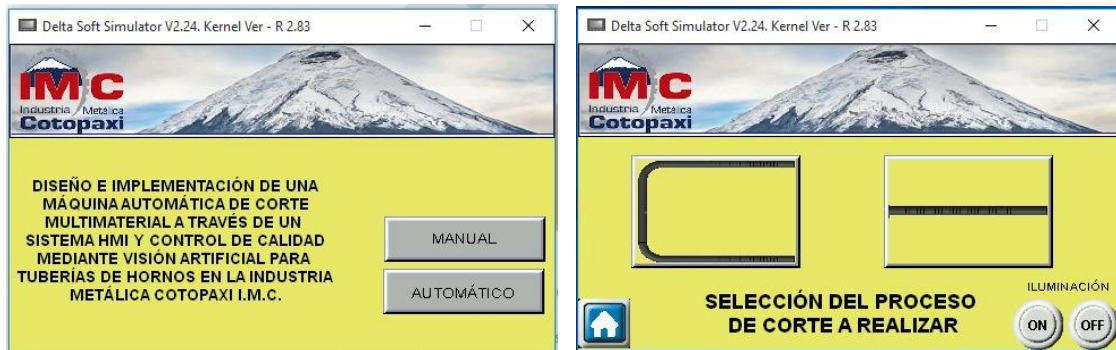 Delta Soft Simulator V2.24. Kernel Ver - R 2.83
IMC
Industria Metálica
Cotopaxi
DISEÑO E IMPLEMENTACIÓN DE UNA
MÁQUINA AUTOMÁTICA DE CORTE
MULTIMATERIAL A TRAVÉS DE UN
SISTEMA HMI Y CONTROL DE CALIDAD
MEDIANTE VISIÓN ARTIFICIAL PARA
TUBERÍAS DE HORNOS EN LA INDUSTRIA
METÁLICA COTOPAXI I.M.C.
MANUAL
AUTOMÁTICO
Delta Soft Simulator V2.24. Kernel Ver - R 2.83
IMC
Industria Metálica
Cotopaxi
SELECCIÓN DEL PROCESO
DE CORTE A REALIZAR
ILUMINACIÓN
ON OFF